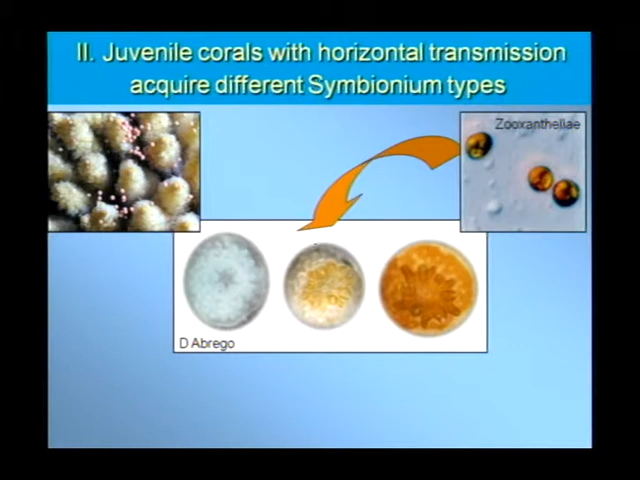 II. Juvenile corals with horizontal transmission
acquire different Symbionium types
Zooxanthellae
D Abrego